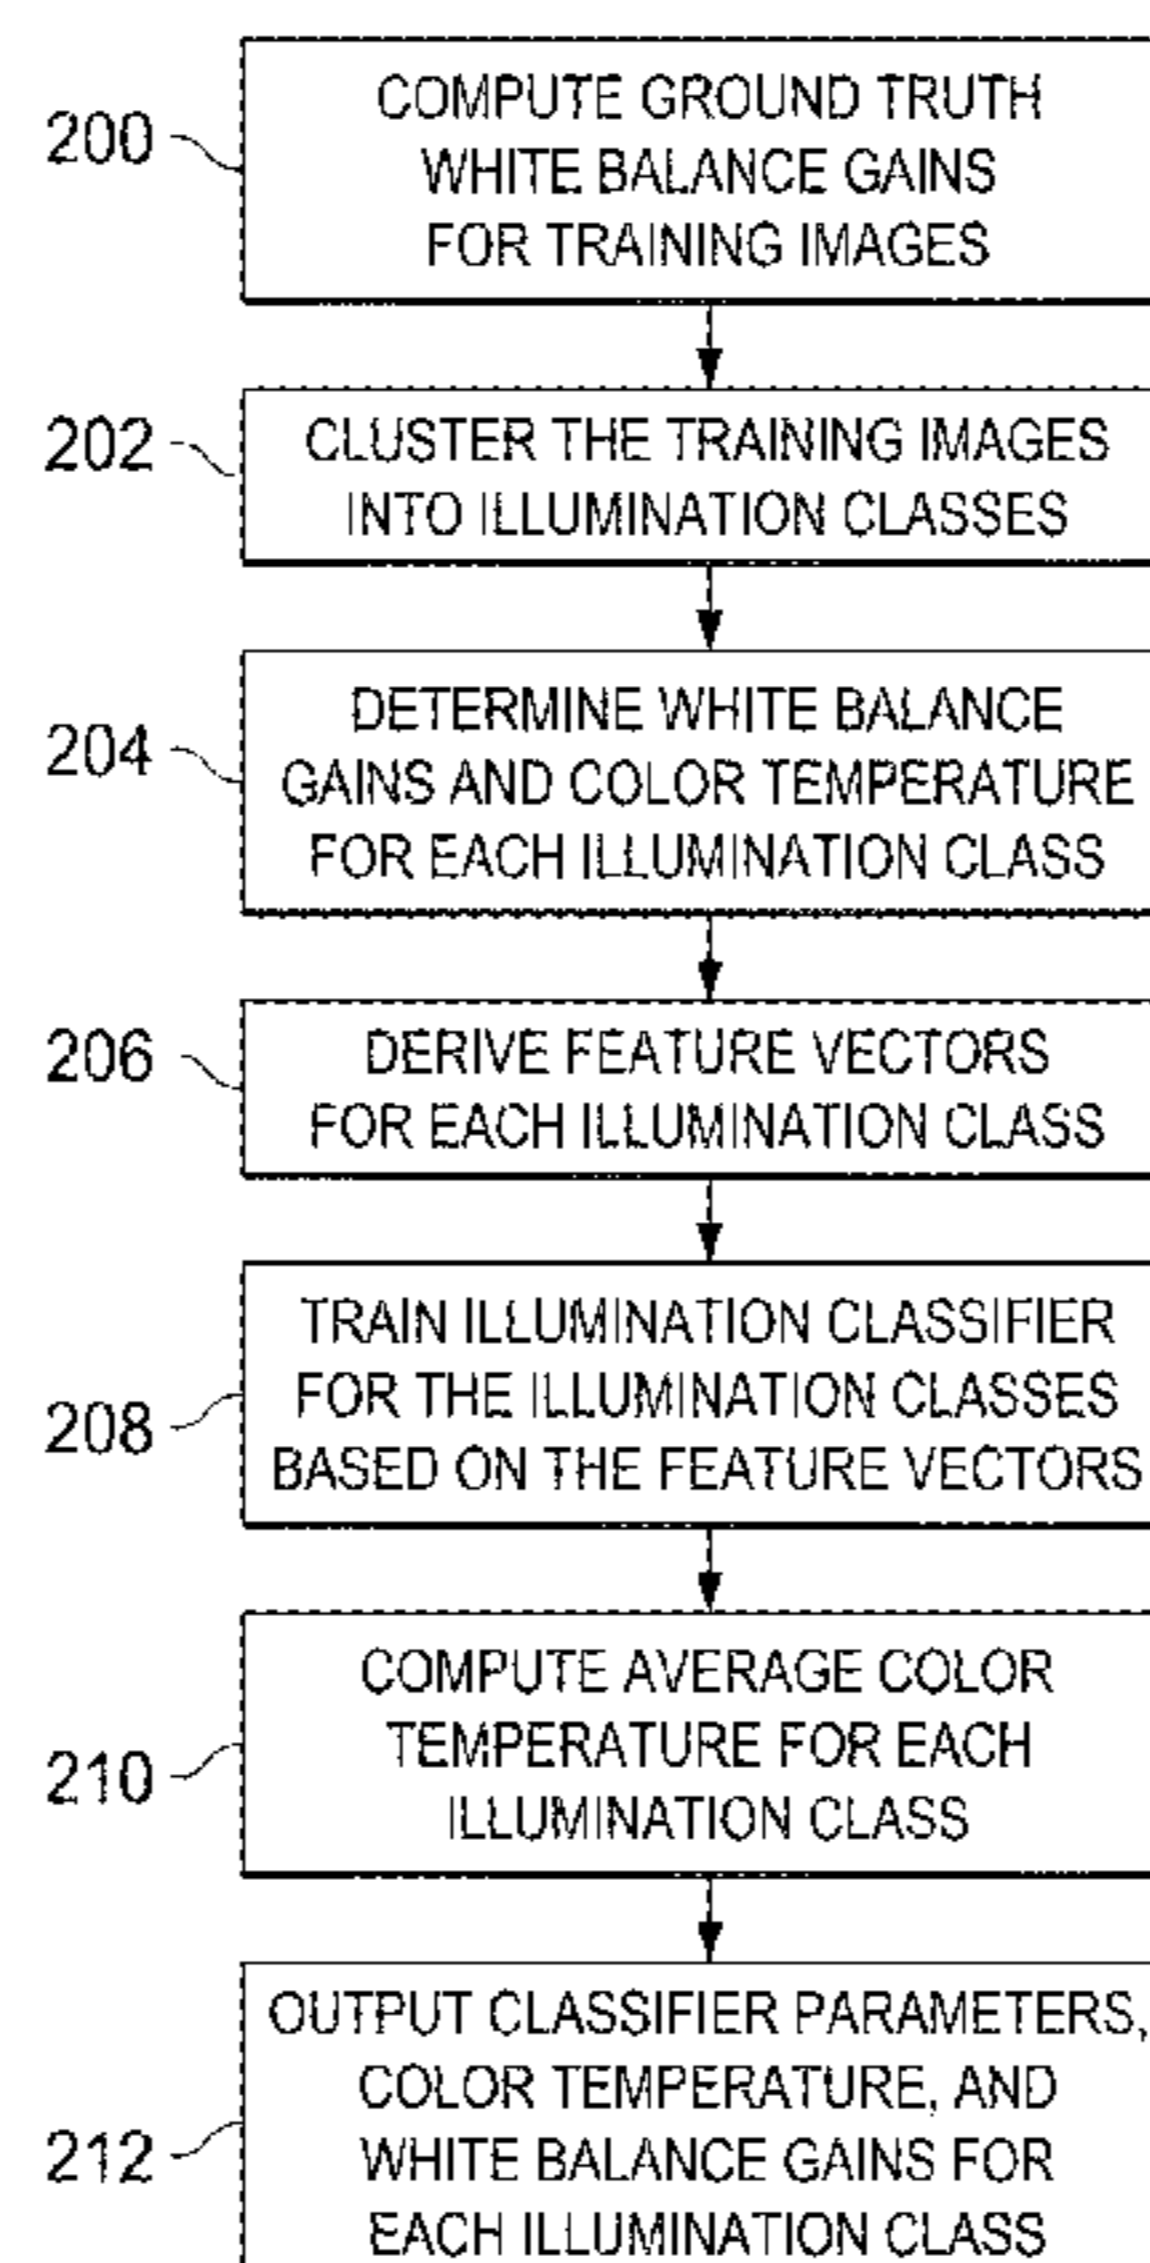 200
COMPUTE GROUND TRUTH
WHITE BALANCE GAINS
FOR TRAINING IMAGES
202
CLUSTER THE TRAINING IMAGES
INTO ILLUMINATION CLASSES
204
DETERMINE WHITE BALANCE
GAINS AND COLOR TEMPERATURE
FOR EACH ILLUMINATION CLASS
206
DERIVE FEATURE VECTORS
FOR EACH ILLUMINATION CLASS
208
TRAIN ILLUMINATION CLASSIFIER
FOR THE ILLUMINATION CLASSES
BASED ON THE FEATURE VECTORS
210
COMPUTE AVERAGE COLOR
TEMPERATURE FOR EACH
ILLUMINATION CLASS
212
OUTPUT CLASSIFIER PARAMETERS,
COLOR TEMPERATURE, AND
WHITE BALANCE GAINS FOR
EACH ILLUMINATION CLASS